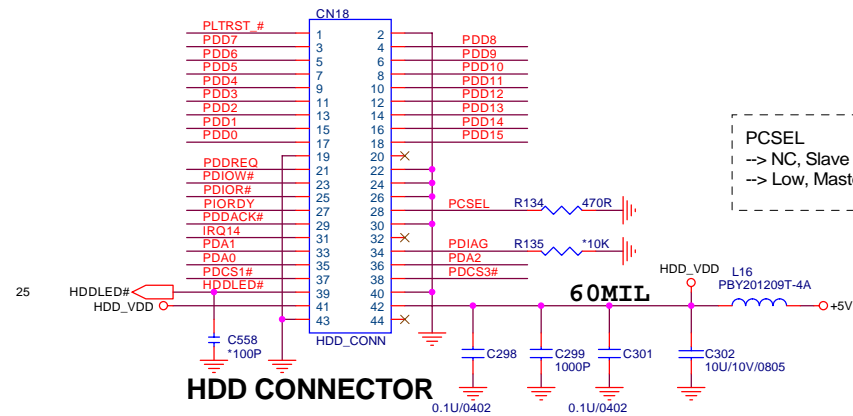 CN18
PLTRST_# 1 2
PDD7 3 4 PDD8
PDD6 5 6 PDD9
PDD5 7 8 PDD10
PDD4 9 10 PDD11
PDD3 11 12 PDD12
PDD2 13 14 PDD13
PDD1 15 16 PDD14
PDD0 17 18 PDD15
19 20
PDDREQ 21 22
PDIOW# 23 24
PDIOR# 25 26
PIORDY 27 28 PCSEL R134 470R
PDDACK# 29 30
IRQ14 31 32
PDA1 33 34 PDIAG R135 *10K
PDA0 35 36 PDA2
PDCS1# 37 38 PDCS3#
25 HDDLED# HDDLED# 39 40
HDD_VDD 41 42
43 44
HDD_CONN
C558
*100P
HDD CONNECTOR
PCSEL
--> NC, Slave
--> Low, Mast
60MIL
HDD_VDD
L16
PBY201209T-4A
+5V
C298
0.1U/0402
C299
1000P
C301
0.1U/0402
C302
10U/10V/0805